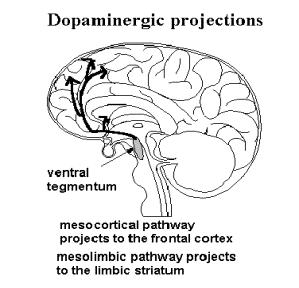 Dopaminergic projections
ventral
tegmentum
mesocortical pathway
projects to the frontal cortex
mesolimbic pathway projects
to the limbic striatum